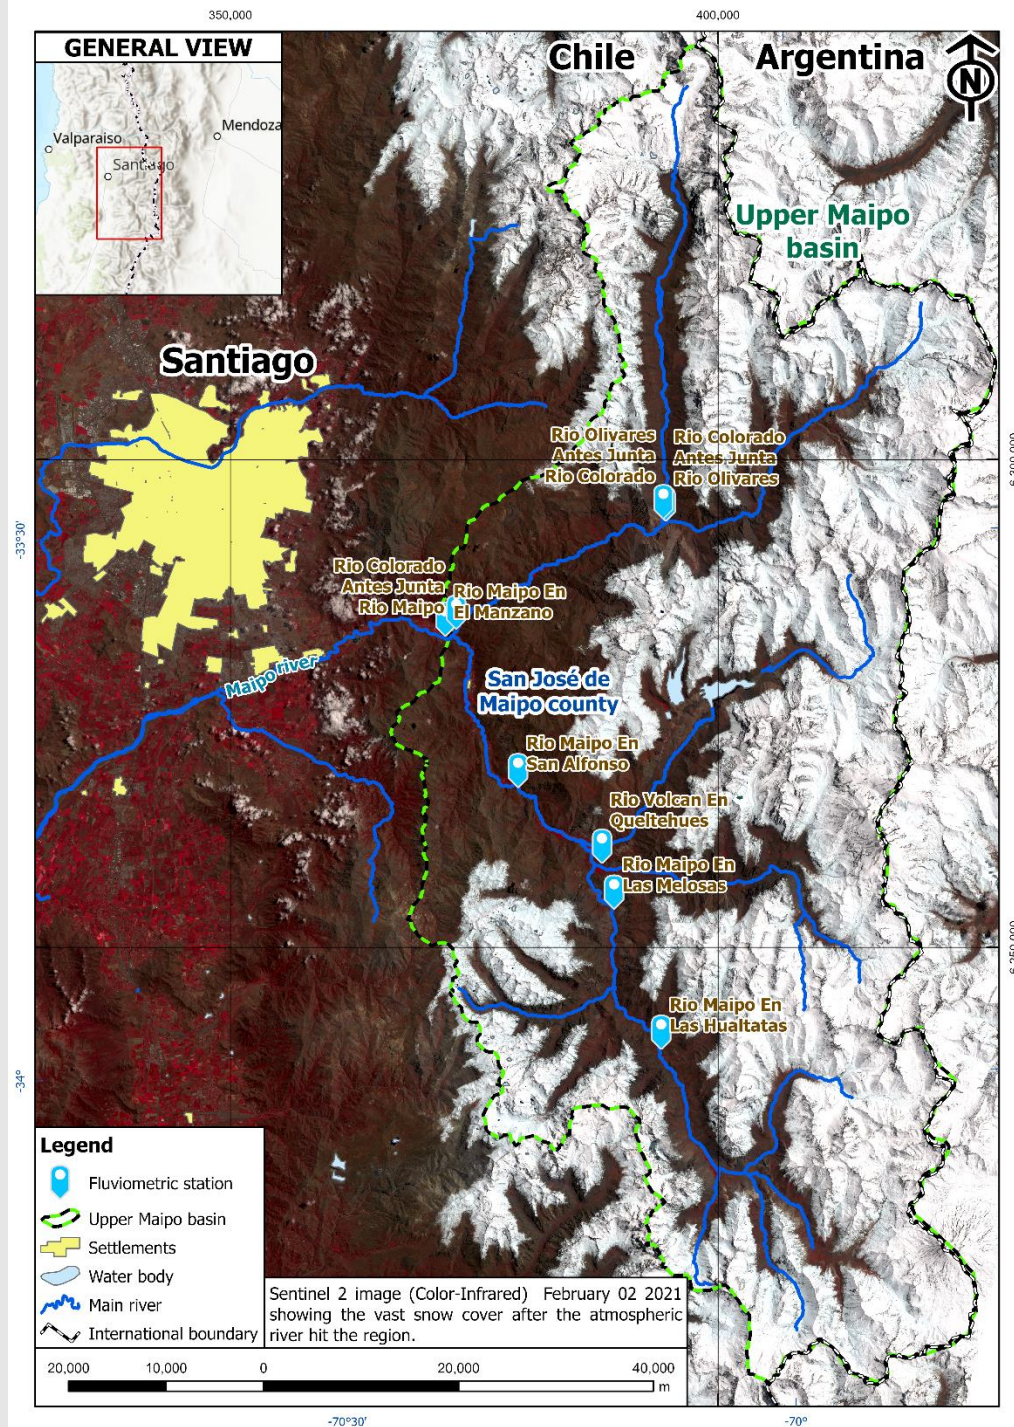 350,000
400,000
GENERAL VIEW
Valparaiso
Santiago
Mendoza
Chile
Argentina
N
Upper Maipo
basin
Santiago
Rio Olivares
Antes Junta
Rio Colorado
Rio Colorado
Antes Junta
Rio Olivares
-33°30'
Rio Colorado
Antes Junta
Rio Maipo
Rio Maipo En
El Manzano
Maipo river
San José de
Maipo county
Rio Maipo En
San Alfonso
Rio Volcan En
Queltehues
Rio Maipo En
Las Melosas
Rio Maipo En
Las Hualtatas
-34°
Legend
Fluviometric station
Upper Maipo basin
Settlements
Water body
Main river
International boundary
Sentinel 2 image (Color-Infrared) February 02 2021
showing the vast snow cover after the atmospheric
river hit the region.
20,000
10,000
0
20,000
40,000
m
-70°30'
-70°